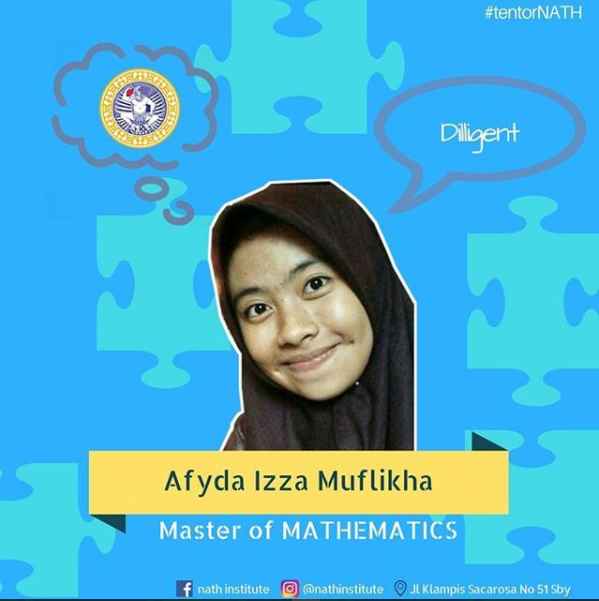 #tentorNATH
Dilligent
Afyda Izza Muflikha
Master of MATHEMATICS
nath institute @nathinstitute Jl Klampis Sacarosa No 51 Sby